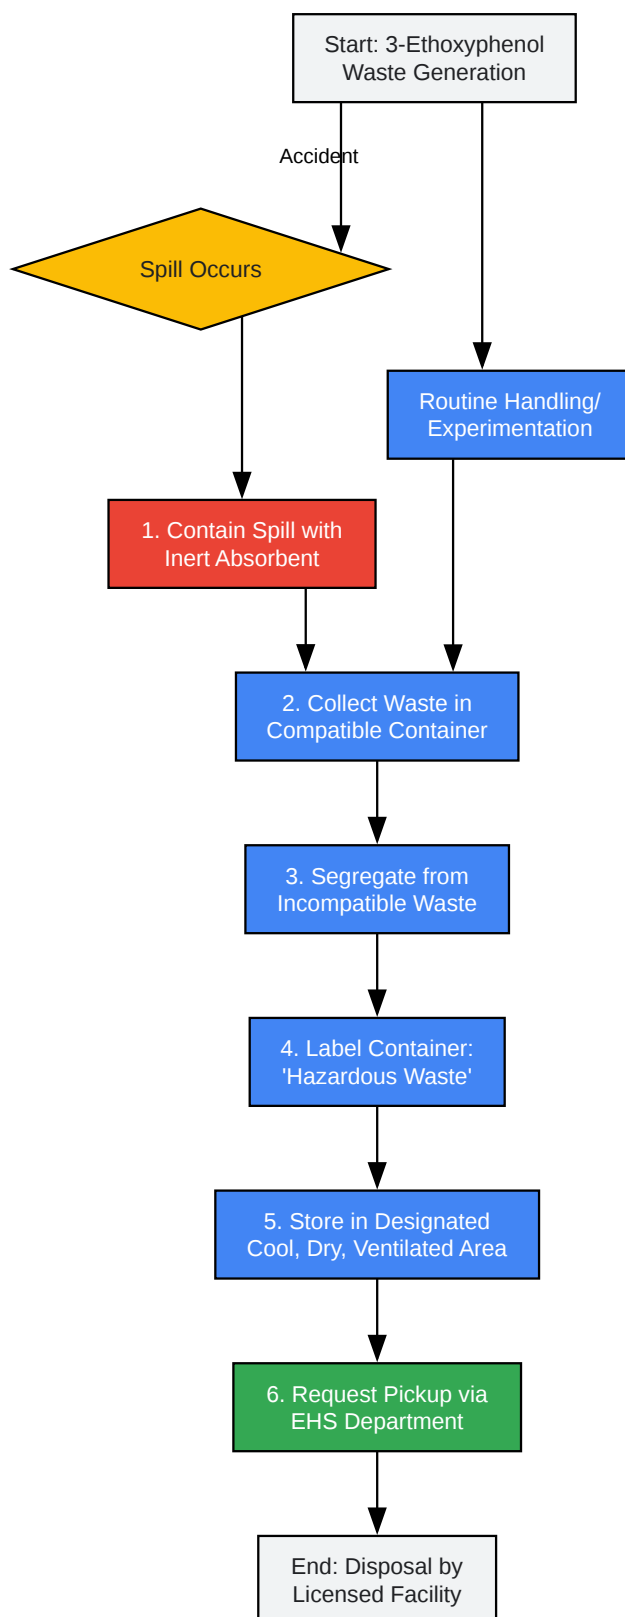 Start: 3-Ethoxyphenol
Waste Generation
Accident
Spill Occurs
Routine Handling/
Experimentation
1. Contain Spill with
Inert Absorbent
2. Collect Waste in
Compatible Container
3. Segregate from
Incompatible Waste
4. Label Container:
'Hazardous Waste'
5. Store in Designated
Cool, Dry, Ventilated Area
6. Request Pickup via
EHS Department
End: Disposal by
Licensed Facility